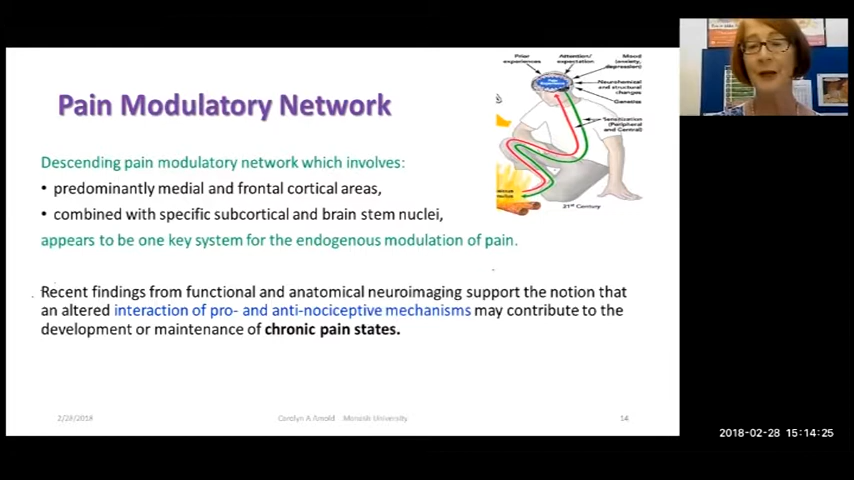 Pain Modulatory Network
Descending pain modulatory network which involves:
• predominantly medial and frontal cortical areas,
• combined with specific subcortical and brain stem nuclei,
appears to be one key system for the endogenous modulation of pain.
Recent findings from functional and anatomical neuroimaging support the notion that
an altered interaction of pro- and anti-nociceptive mechanisms may contribute to the
development or maintenance of chronic pain states.
Prior
experiences
Attention/
expectation
Mood
(anxiety,
depression)
Neurochemical
and structural
changes
Genetics
Sensitization
(Peripheral
and Central)
21st Century
2/28/2018
Carolyn A Arnold Monash University
14
2018-02-28 15:14:25